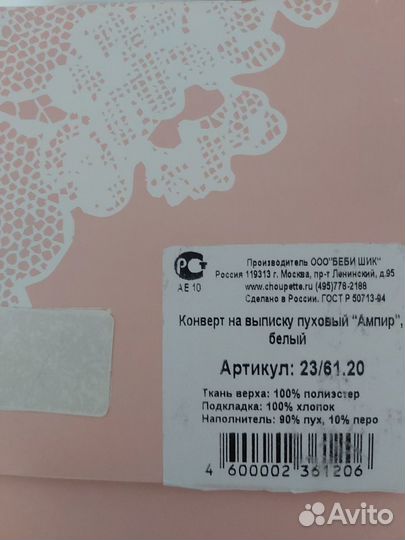 Производитель ООО"БЕБИ ШИК"
Россия 119313 г. Москва, пр-т Ленинский, д.95
www.choupette.ru (495)778-2188
Сделано в России. ГОСТ Р 50713-94
РСТ
АЕ 10
Конверт на выписку пуховый "Ампир",
белый
Артикул: 23/61.20
Ткань верха: 100% полиэстер
Подкладка: 100% хлопок
Наполнитель: 90% пух, 10% перо
4 600002 361206
Avito